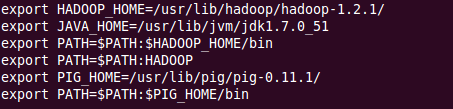 export HADOOP_HOME=/usr/lib/hadoop/hadoop-1.2.1/
export JAVA_HOME=/usr/lib/jvm/jdk1.7.0_51
export PATH=$PATH:$HADOOP_HOME/bin
export PATH=$PATH:HADOOP
export PIG_HOME=/usr/lib/pig/pig-0.11.1/
export PATH=$PATH:$PIG_HOME/bin